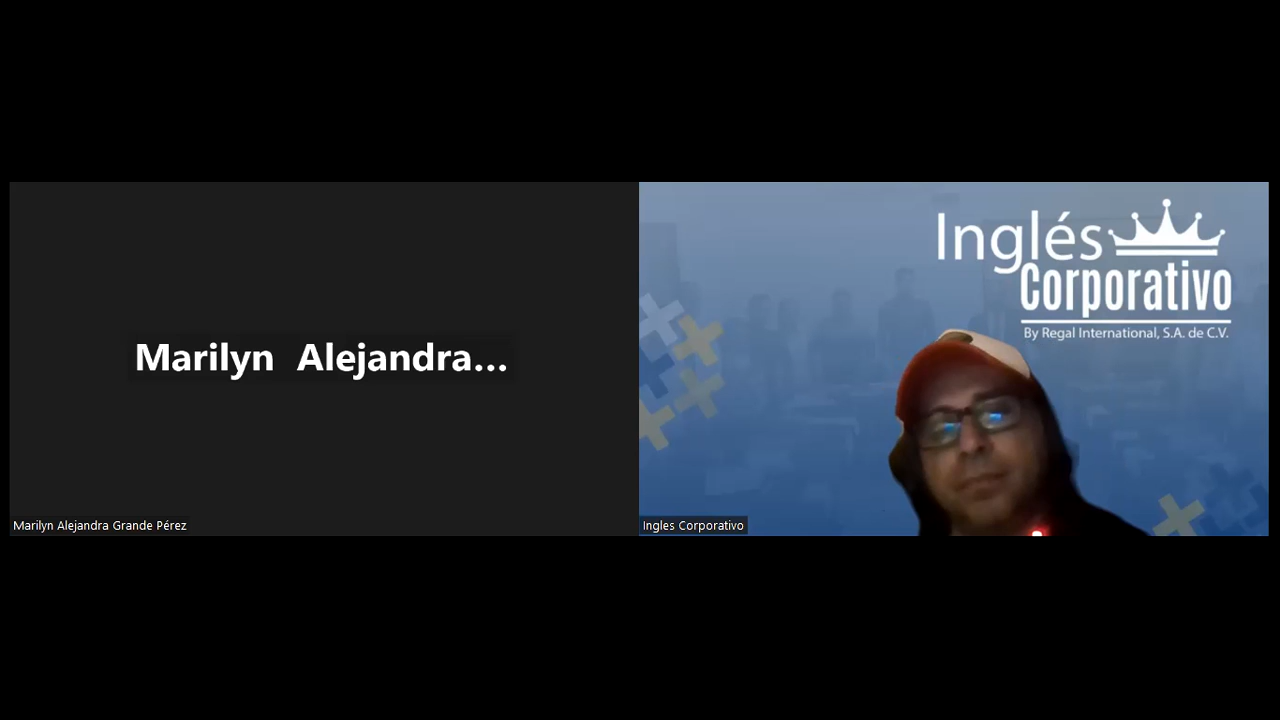 Marilyn Alejandra...
Marilyn Alejandra Grande Pérez
Inglés
Corporativo
By Regal International, S.A. de C.V.
Ingles Corporativo